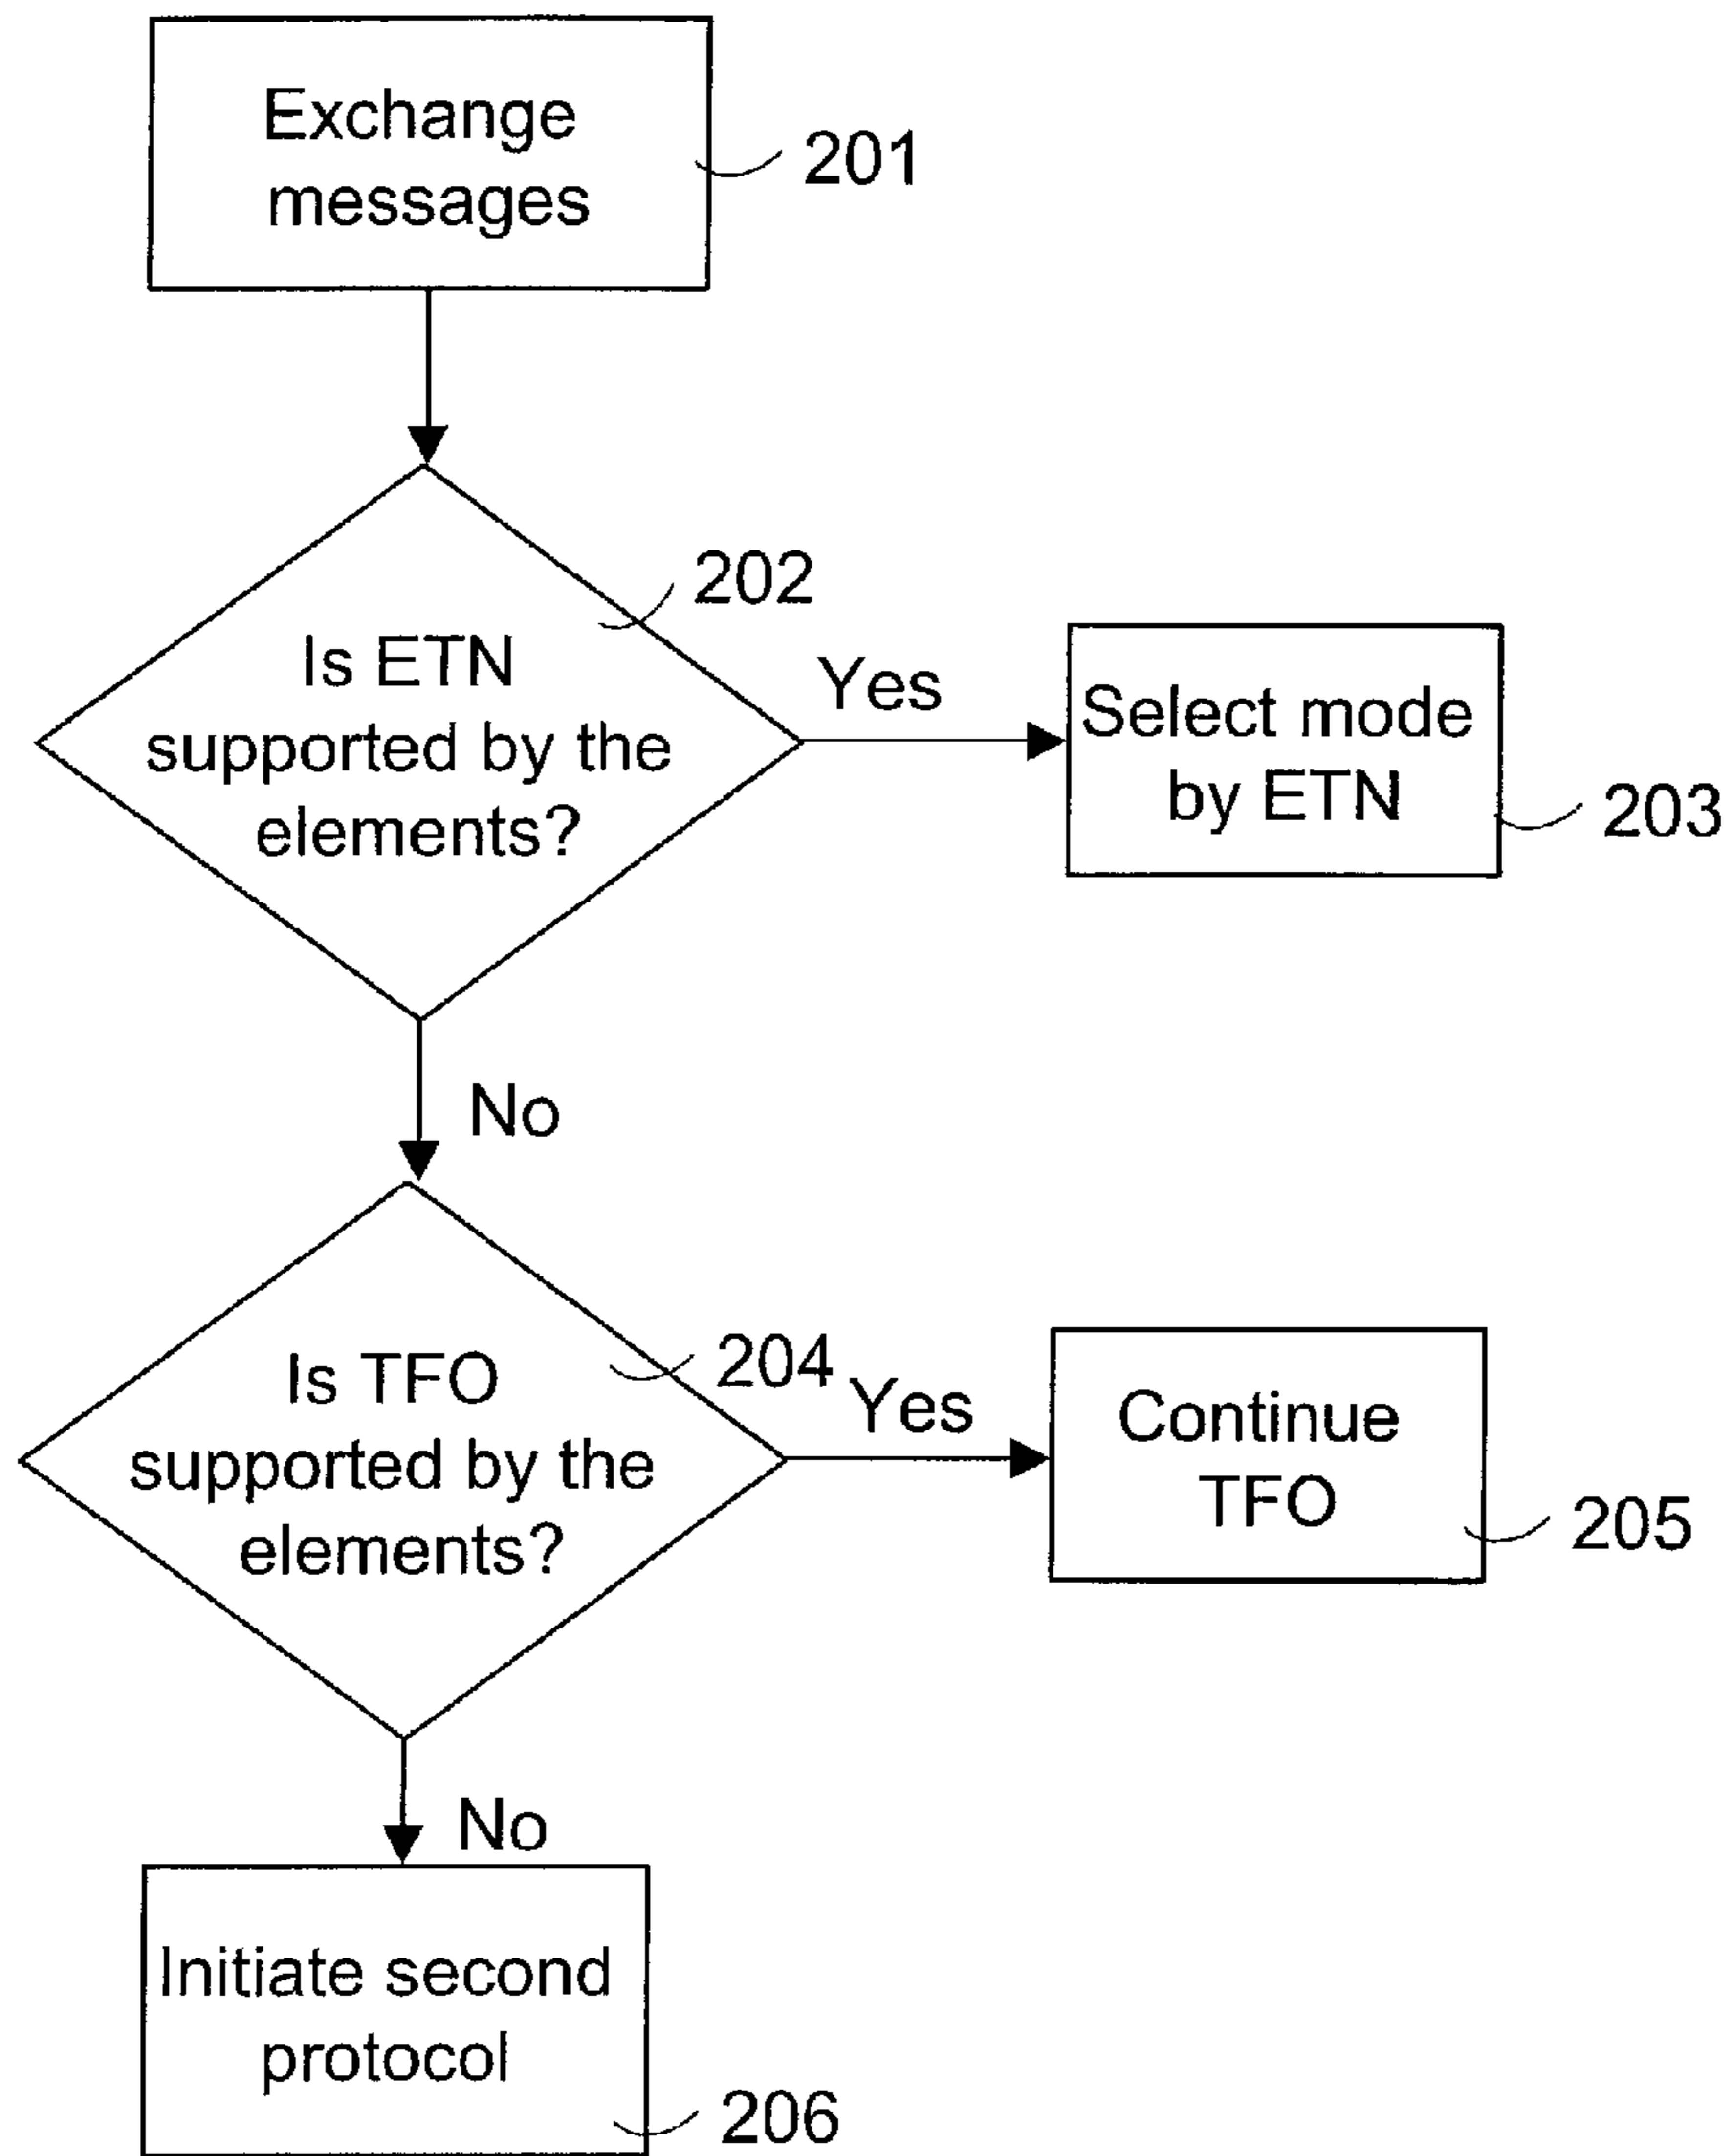 Exchange
messages
201
202
Is ETN
supported by the
elements?
Yes
Select mode
by ETN
203
No
204
Is TFO
supported by the
elements?
Yes
Continue
TFO
205
No
Initiate second
protocol
206